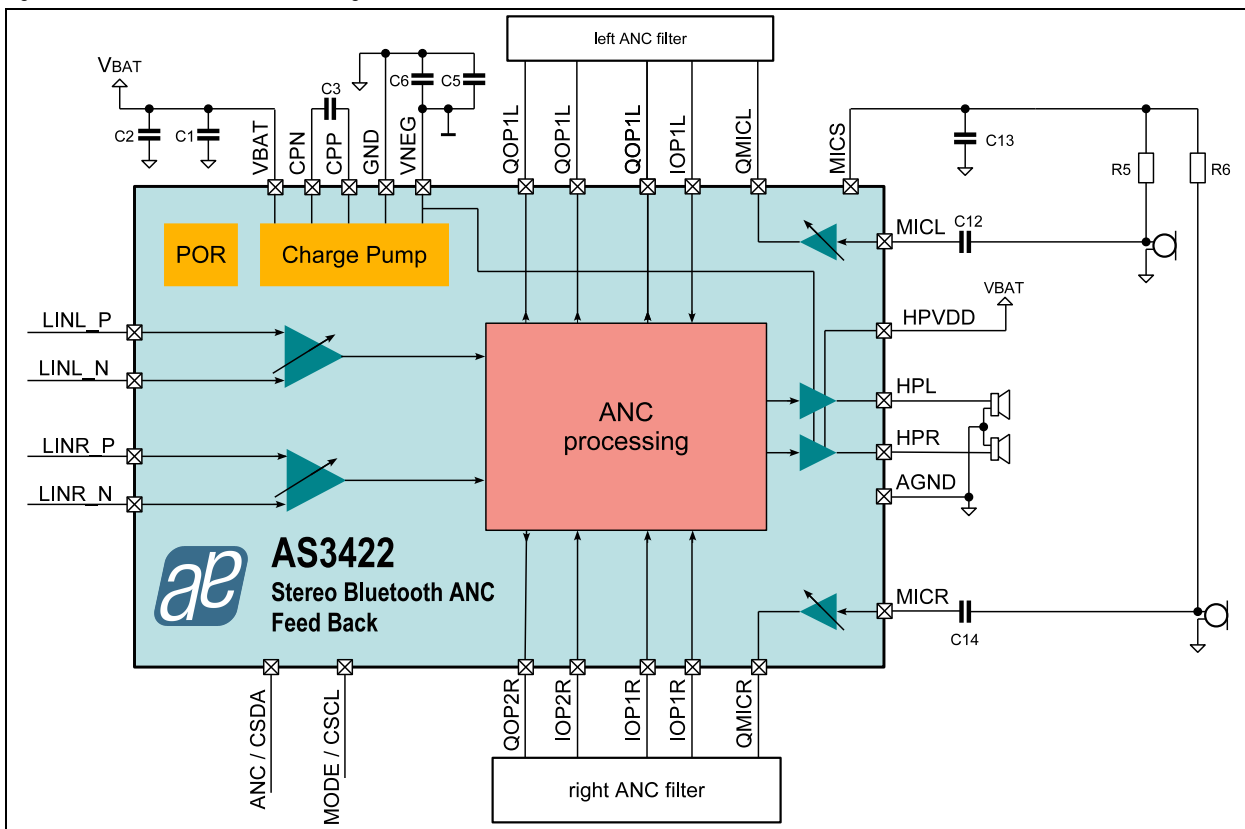 left ANC filter
VBAT
C2
C1
C3
C6
C5
C13
R5
R6
VBAT
CPN
CPP
GND
VNEG
QOP1L
QOP1L
QOP1L
IOP1L
QMICL
MICS
POR
Charge Pump
MICL
C12
VBAT
HPVDD
LINL_P
LINL_N
LINR_P
LINR_N
ANC
processing
HPL
HPR
AGND
ae
AS3422
Stereo Bluetooth ANC
Feed Back
MICR
C14
ANC / CSDA
MODE / CSCL
QOP2R
IOP2R
IOP1R
IOP1R
QMICR
right ANC filter